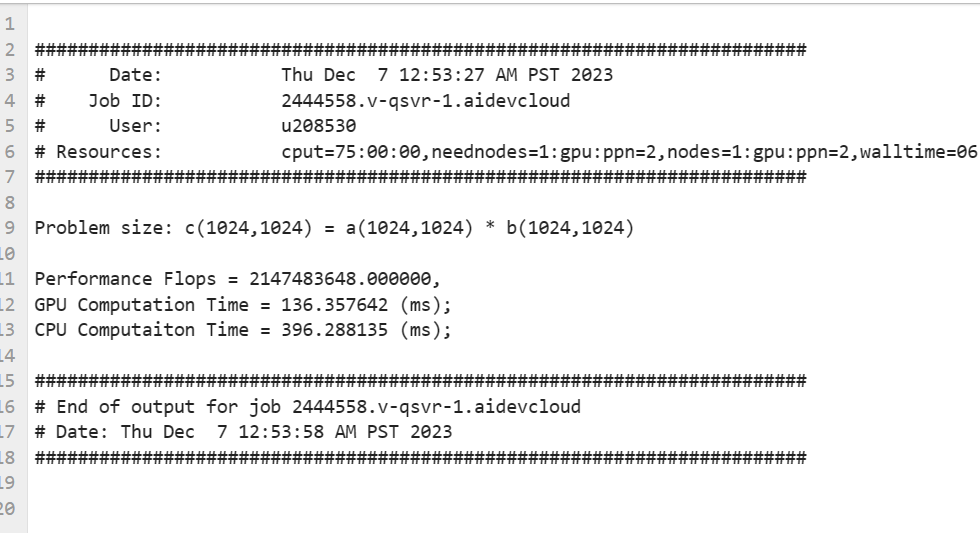 1
2 ########################################################################
3 #      Date:           Thu Dec  7 12:53:27 AM PST 2023
4 #    Job ID:           2444558.v-qsvr-1.aidevcloud
5 #      User:           u208530
6 # Resources:           cput=75:00:00,neednodes=1:gpu:ppn=2,nodes=1:gpu:ppn=2,walltime=06
7 ########################################################################
8
9 Problem size: c(1024,1024) = a(1024,1024) * b(1024,1024)
10
11 Performance Flops = 2147483648.000000,
12 GPU Computation Time = 136.357642 (ms);
13 CPU Computaiton Time = 396.288135 (ms);
14
15 ########################################################################
16 # End of output for job 2444558.v-qsvr-1.aidevcloud
17 # Date: Thu Dec  7 12:53:58 AM PST 2023
18 ########################################################################
19
20